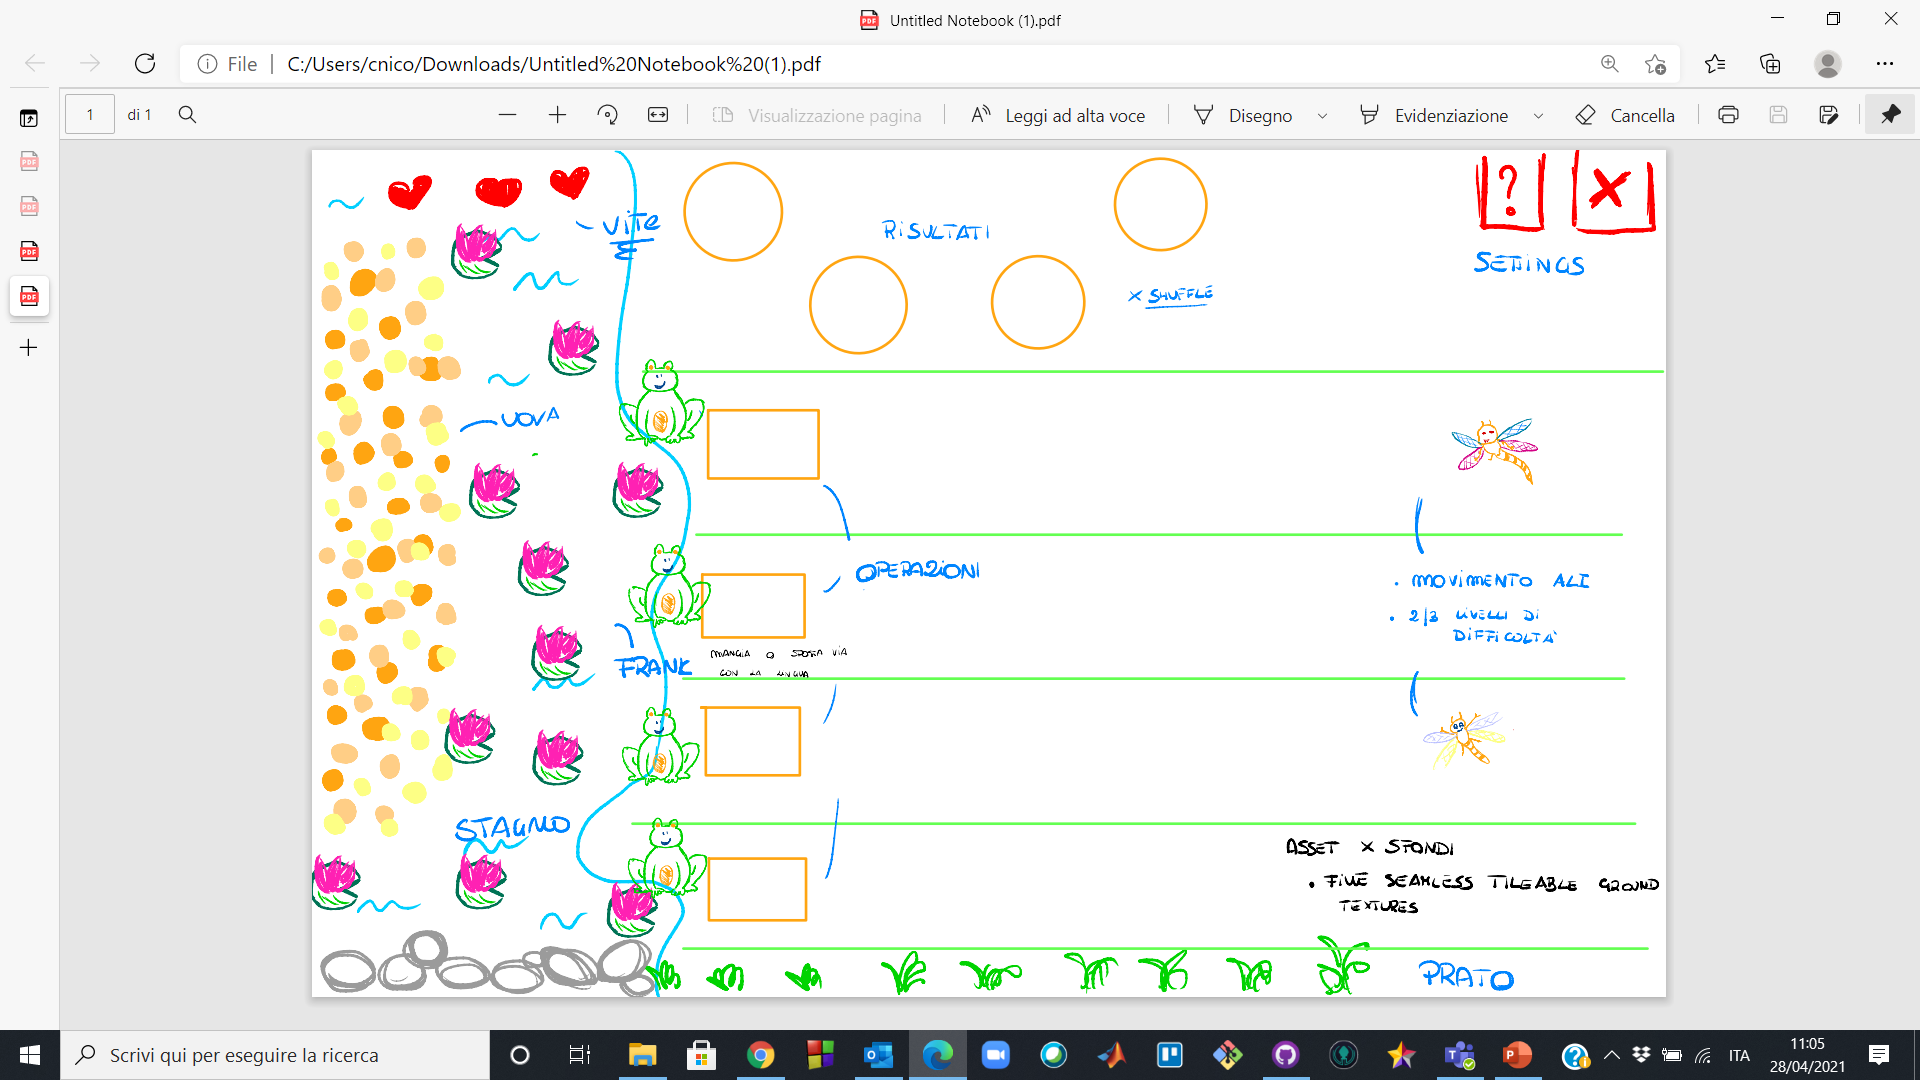 Untitled Notebook (1).pdf
File
C:/Users/cnico/Downloads/Untitled%20Notebook%20(1).pdf
1
di 1
Visualizzazione pagina
Leggi ad alta voce
Disegno
Evidenziazione
Cancella
VITE
RISULTATI
x SHUFFLE
?
X
SETTINGS
UOVA
OPERAZIONI
• MOVIMENTO ALI
• 2/3 LIVELLI DI
DIFFICOLTÀ
FRANK
MANGIA O SPOSTA VIA
CON LA LINGUA
STAGNO
ASSET X SFONDI
• FIVE SEAMLESS TILEABLE GROUND
TEXTURES
PRATO
Scrivi qui per eseguire la ricerca
ITA
11:05
28/04/2021